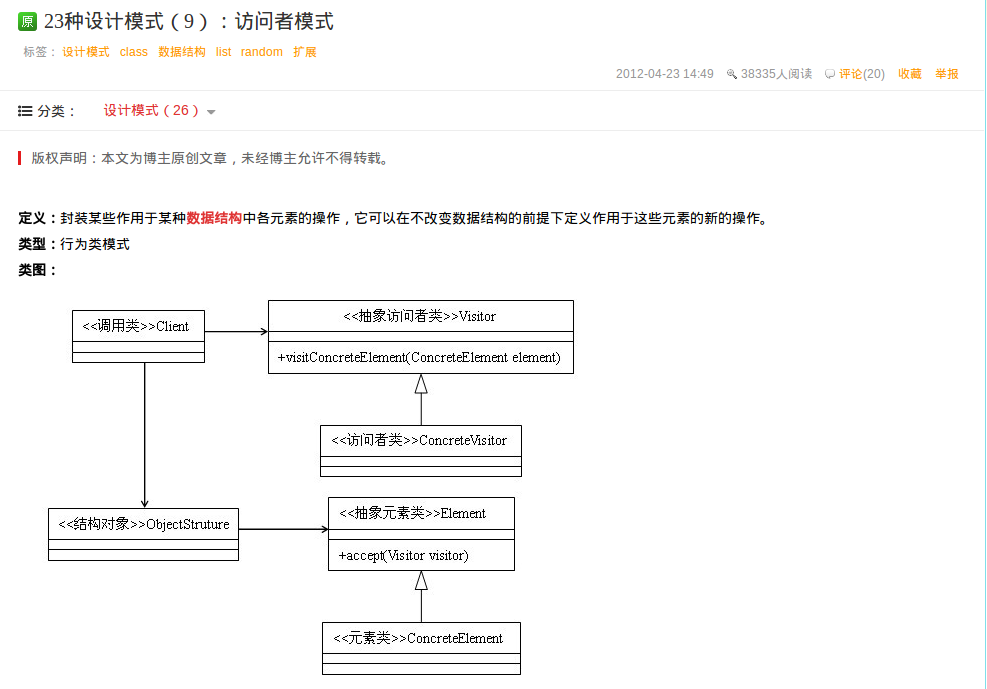 原 23种设计模式（9）：访问者模式
标签： 设计模式 class 数据结构 list random 扩展
2012-04-23 14:49 38335人阅读 评论(20) 收藏 举报
分类： 设计模式（26）
版权声明：本文为博主原创文章，未经博主允许不得转载。
定义：封装某些作用于某种数据结构中各元素的操作，它可以在不改变数据结构的前提下定义作用于这些元素的新的操作。
类型：行为类模式
类图：
<<调用类>>Client
<<抽象访问者类>>Visitor
+visitConcreteElement(ConcreteElement element)
<<访问者类>>ConcreteVisitor
<<结构对象>>ObjectStruture
<<抽象元素类>>Element
+accept(Visitor visitor)
<<元素类>>ConcreteElement